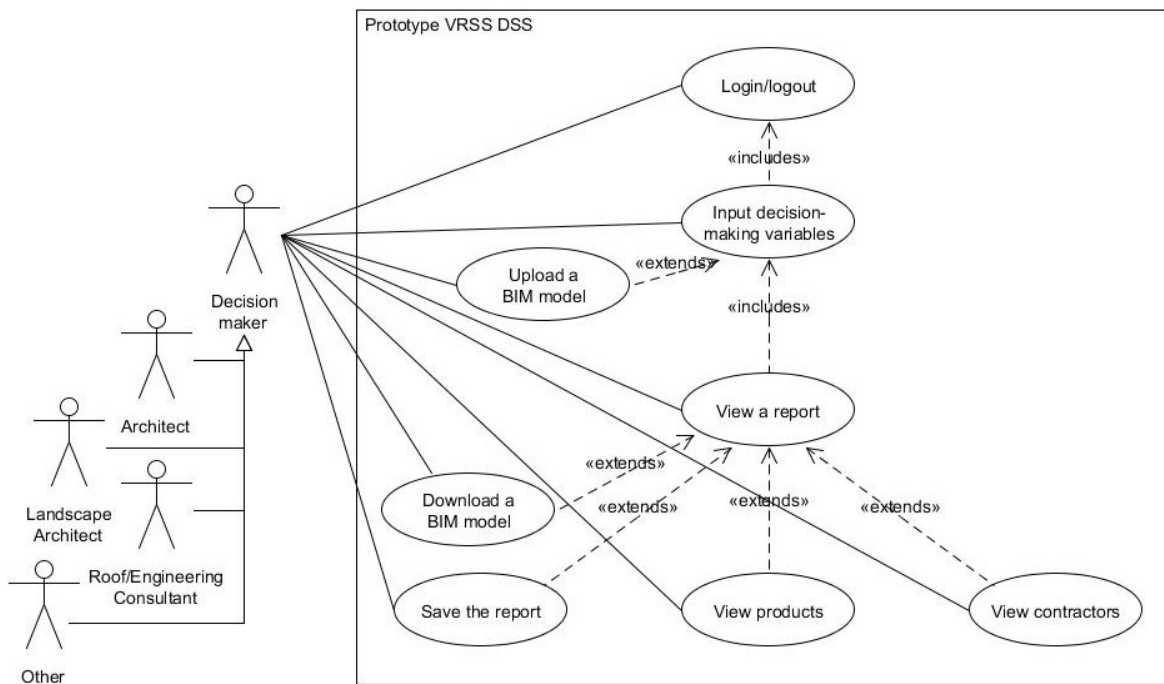 Prototype VRSS DSS
Login/logout
«includes»
Input decision-
making variables
«extends»
Upload a
BIM model
Decision
maker
«includes»
View a report
Architect
«extends»
«extends»
«extends»
«extends»
Download a
BIM model
Landscape
Architect
Roof/Engineering
Consultant
Save the report
View products
View contractors
Other